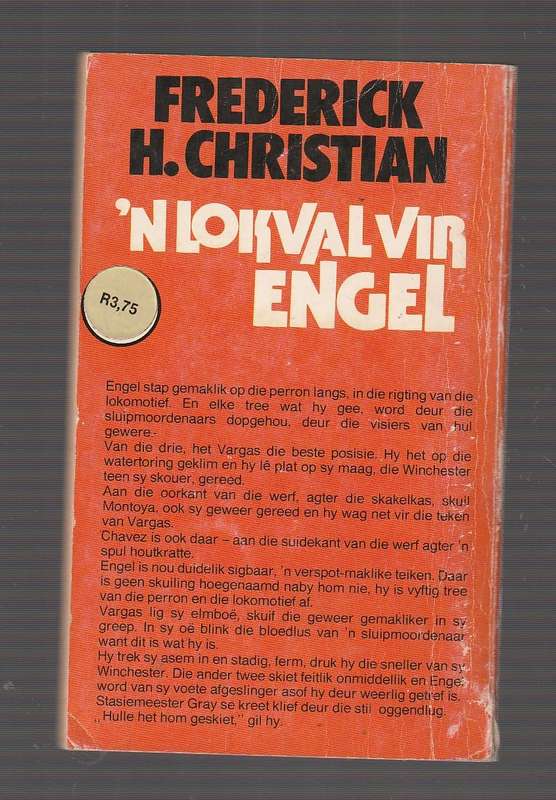 FREDERICK
H. CHRISTIAN
'N LOKVAL VIR
ENGEL
R3,75
Engel stap gemaklik op die perron langs, in die rigting van die
lokomotief. En elke tree wat hy gee, word deur die
sluipmoordenaars dopgehou, deur die visiers van hul
gewere.
Van die drie, het Vargas die beste posisie. Hy het op die
watertoring geklim en hy lê plat op sy maag, die Winchester
teen sy skouer, gereed.
Aan die oorkant van die werf, agter die skakelkas, skuil
Montoya, ook sy geweer gereed en hy wag net vir die teken
van Vargas.
Chavez is ook daar – aan die suidekant van die werf agter 'n
spul houtkratte.
Engel is nou duidelik sigbaar, 'n verspot-maklike teiken. Daar
is geen skuiling hoegenaamd naby hom nie, hy is vyftig tree
van die perron en die lokomotief af.
Vargas lig sy elmboë, skuif die geweer gemakliker in sy
greep. In sy oë blink die bloedlus van 'n sluipmoordenaar
want dit is wat hy is.
Hy trek sy asem in en stadig, ferm, druk hy die sneller van sy
Winchester. Die ander twee skiet feitlik onmiddellik en Engel
word van sy voete afgeslinger asof hy deur weerlig getref is.
Stasiemeester Gray se kreet klief deur die stil oggendlug.
„Hulle het hom geskiet,” gil hy.